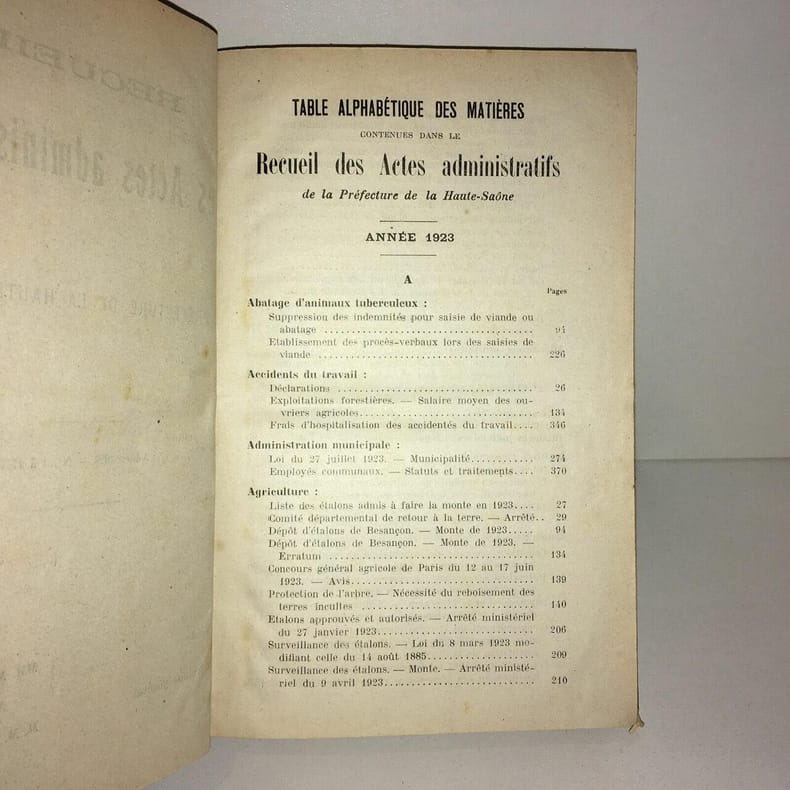 TABLE ALPHABÉTIQUE DES MATIÈRES
CONTENUES DANS LE
Recueil des Actes administratifs
de la Préfecture de la Haute-Saône
ANNÉE 1923
A
Pages
Abatage d'animaux tuberculeux :
Suppression des indemnités pour saisie de viande ou
abatage ........ 94
Etablissement des procès-verbaux lors des saisies de
viande ........ 226
Accidents du travail :
Déclarations ........ 26
Exploitations forestières. — Salaire moyen des ou-
vriers agricoles........ 134
Frais d'hospitalisation des accidentés du travail.... 346
Administration municipale :
Loi du 27 juillet 1923. — Municipalité........ 274
Employés communaux. — Statuts et traitements.... 370
Agriculture :
Liste des étalons admis à faire la monte en 1923.... 27
Comité départemental de retour à la terre. — Arrêté.. 29
Dépôt d'étalons de Besançon. — Monte de 1923..... 94
Dépôt d'étalons de Besançon. — Monte de 1923. —
Erratum ........ 134
Concours général agricole de Paris du 12 au 17 juin
1923. — Avis........ 139
Protection de l'arbre. — Nécessité du reboisement des
terres incultes ........ 140
Etalons approuvés et autorisés. — Arrêté ministériel
du 27 janvier 1923........ 206
Surveillance des étalons. — Loi du 8 mars 1923 mo-
difiant celle du 14 août 1885........ 209
Surveillance des étalons. — Monte. — Arrêté ministé-
riel du 9 avril 1923........ 210